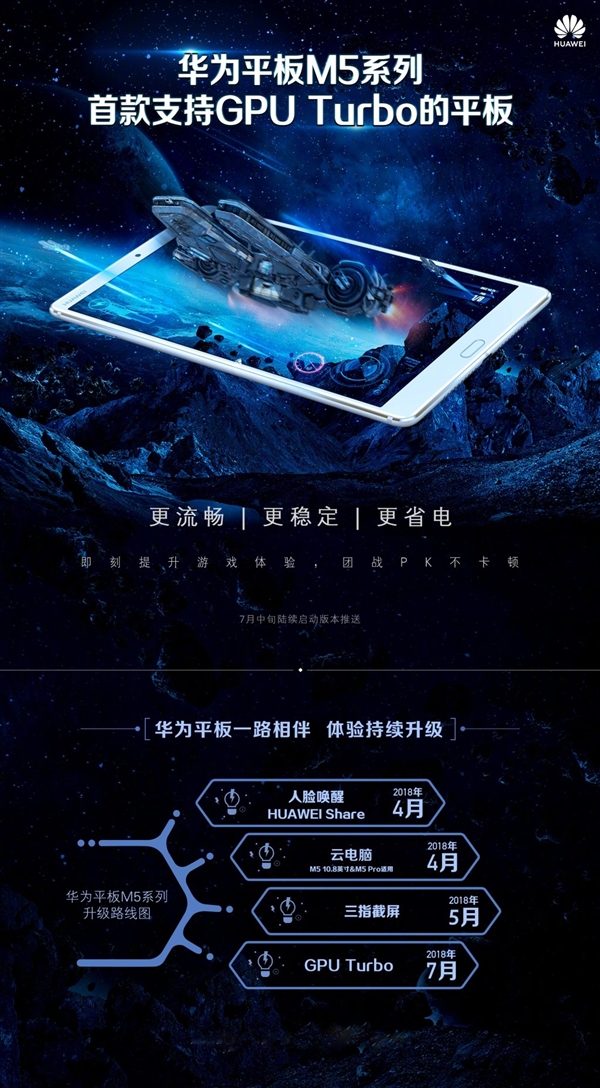 HUAWEI
华为平板M5系列
首款支持GPU Turbo的平板
HUAWEI
更流畅 | 更稳定 | 更省电
即刻提升游戏体验，团战PK不卡顿
7月中旬陆续启动版本推送
华为平板一路相伴 体验持续升级
人脸唤醒
HUAWEI Share
2018年
4月
云电脑
M5 10.8英寸&M5 Pro适用
2018年
4月
华为平板M5系列
升级路线图
三指截屏
2018年
5月
GPU Turbo
2018年
7月